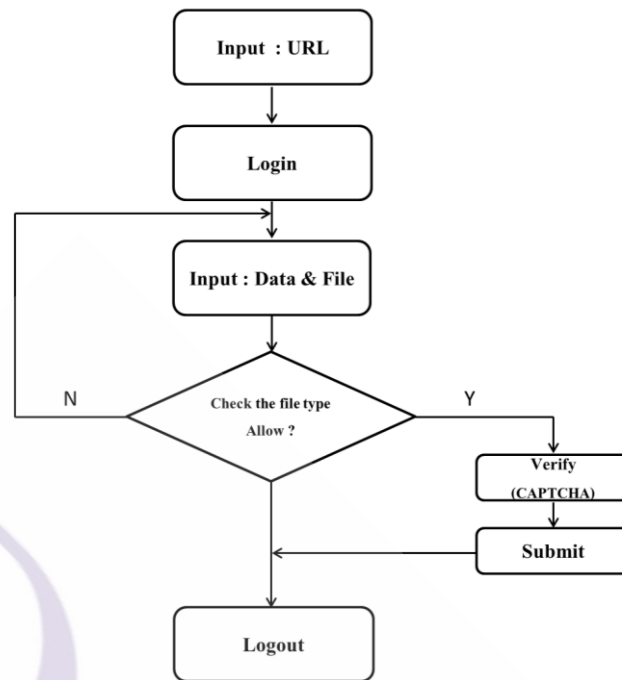 Input : URL
Login
Input : Data & File
Check the file type
Allow ?
N
Y
Verify
(CAPTCHA)
Submit
Logout